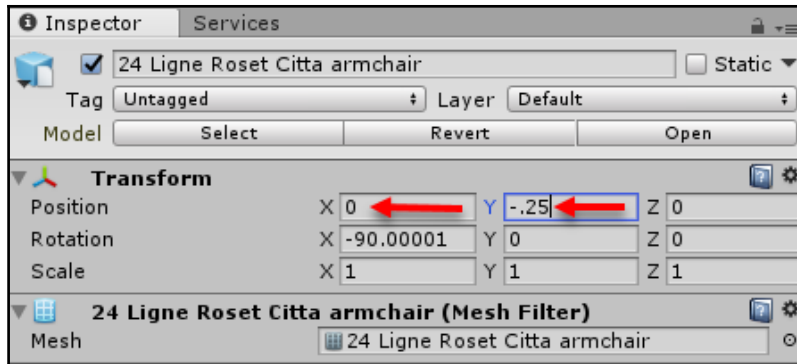 Inspector Services
24 Ligne Roset Citta armchair Static
Tag Untagged Layer Default
Model Select Revert Open
Transform
Position X 0 Y -.25 Z 0
Rotation X -90.00001 Y 0 Z 0
Scale X 1 Y 1 Z 1
24 Ligne Roset Citta armchair (Mesh Filter)
Mesh 24 Ligne Roset Citta armchair